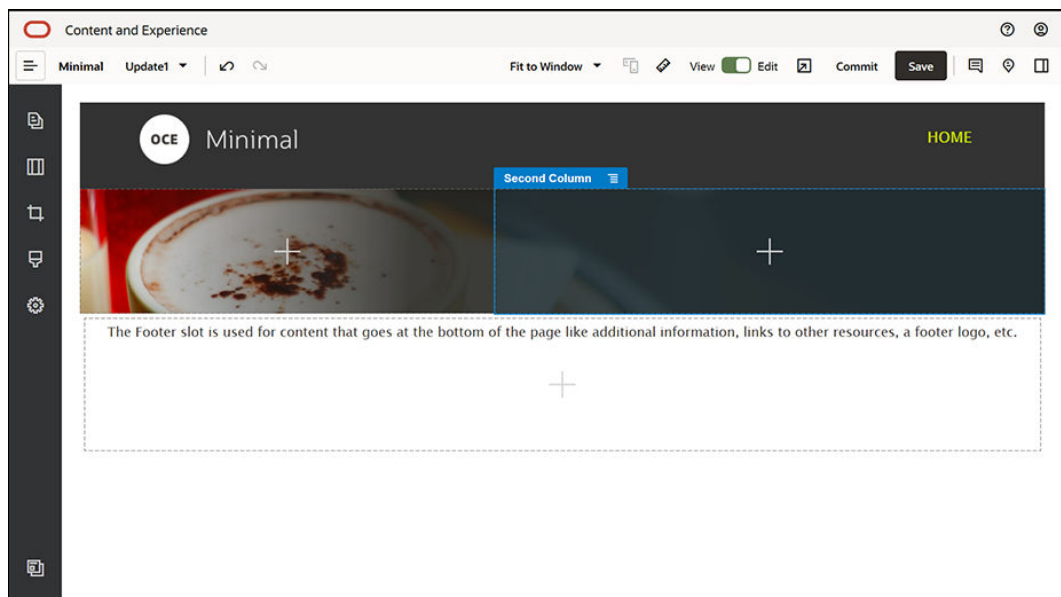 Content and Experience
Minimal Update1 Fit to Window View Edit Commit Save
OCE Minimal HOME
Second Column
The Footer slot is used for content that goes at the bottom of the page like additional information, links to other resources, a footer logo, etc.